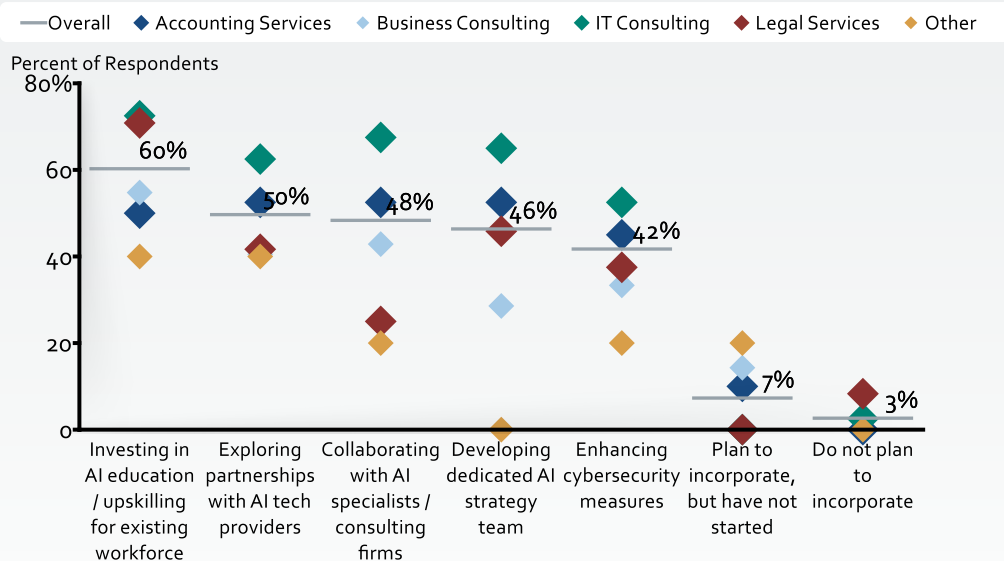 Overall Accounting Services Business Consulting IT Consulting Legal Services Other
Percent of Respondents
80%
60
40
20
0
60%
50%
48%
46%
42%
7%
3%
Investing in
AI education
/ upskilling
for existing
workforce
Exploring
partnerships
with AI tech
providers
Collaborating
with AI
specialists /
consulting
firms
Developing
dedicated AI
strategy
team
Enhancing
cybersecurity
measures
Plan to
incorporate,
but have not
started
Do not plan
to
incorporate